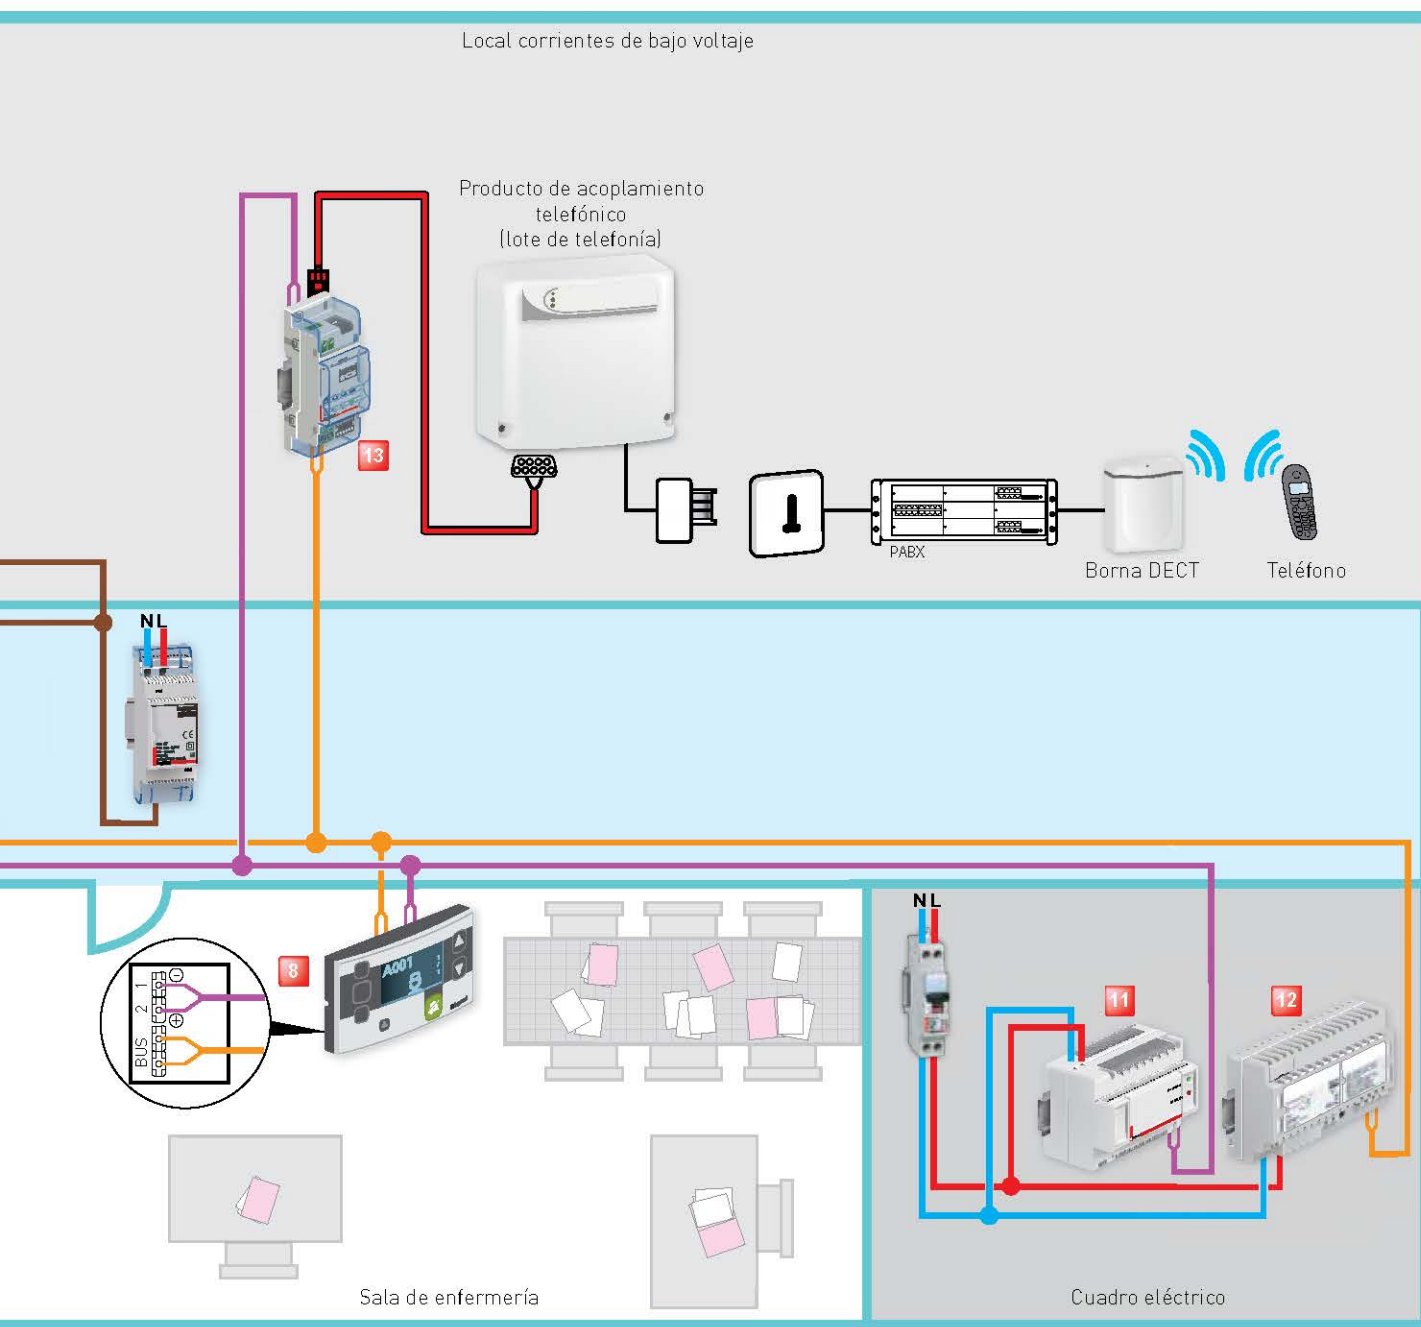 Local corrientes de bajo voltaje
Producto de acoplamiento
telefónico
(lote de telefonía)
13
PABX
Borna DECT
Teléfono
N L
8
A001
8
1
2
BUS
N L
11
12
Sala de enfermería
Cuadro eléctrico